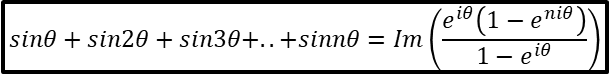 sinθ + sin2θ + sin3θ+..+sinnθ = Im(e^{iθ}(1 − e^{niθ}) / (1 − e^{iθ}))